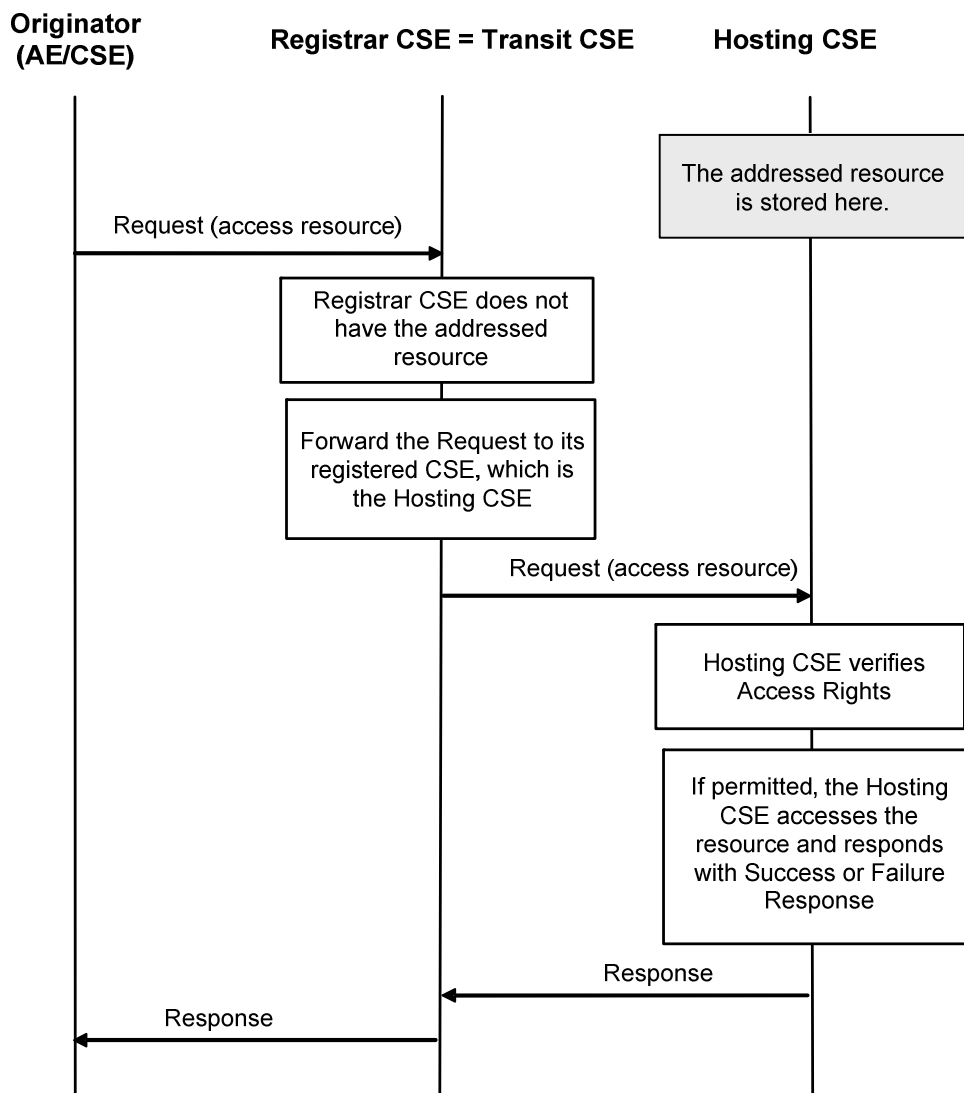 Originator
(AE/CSE)
Registrar CSE = Transit CSE
Hosting CSE
The addressed resource
is stored here.
Request (access resource)
Registrar CSE does not
have the addressed
resource
Forward the Request to its
registered CSE, which is
the Hosting CSE
Request (access resource)
Hosting CSE verifies
Access Rights
If permitted, the Hosting
CSE accesses the
resource and responds
with Success or Failure
Response
Response
Response